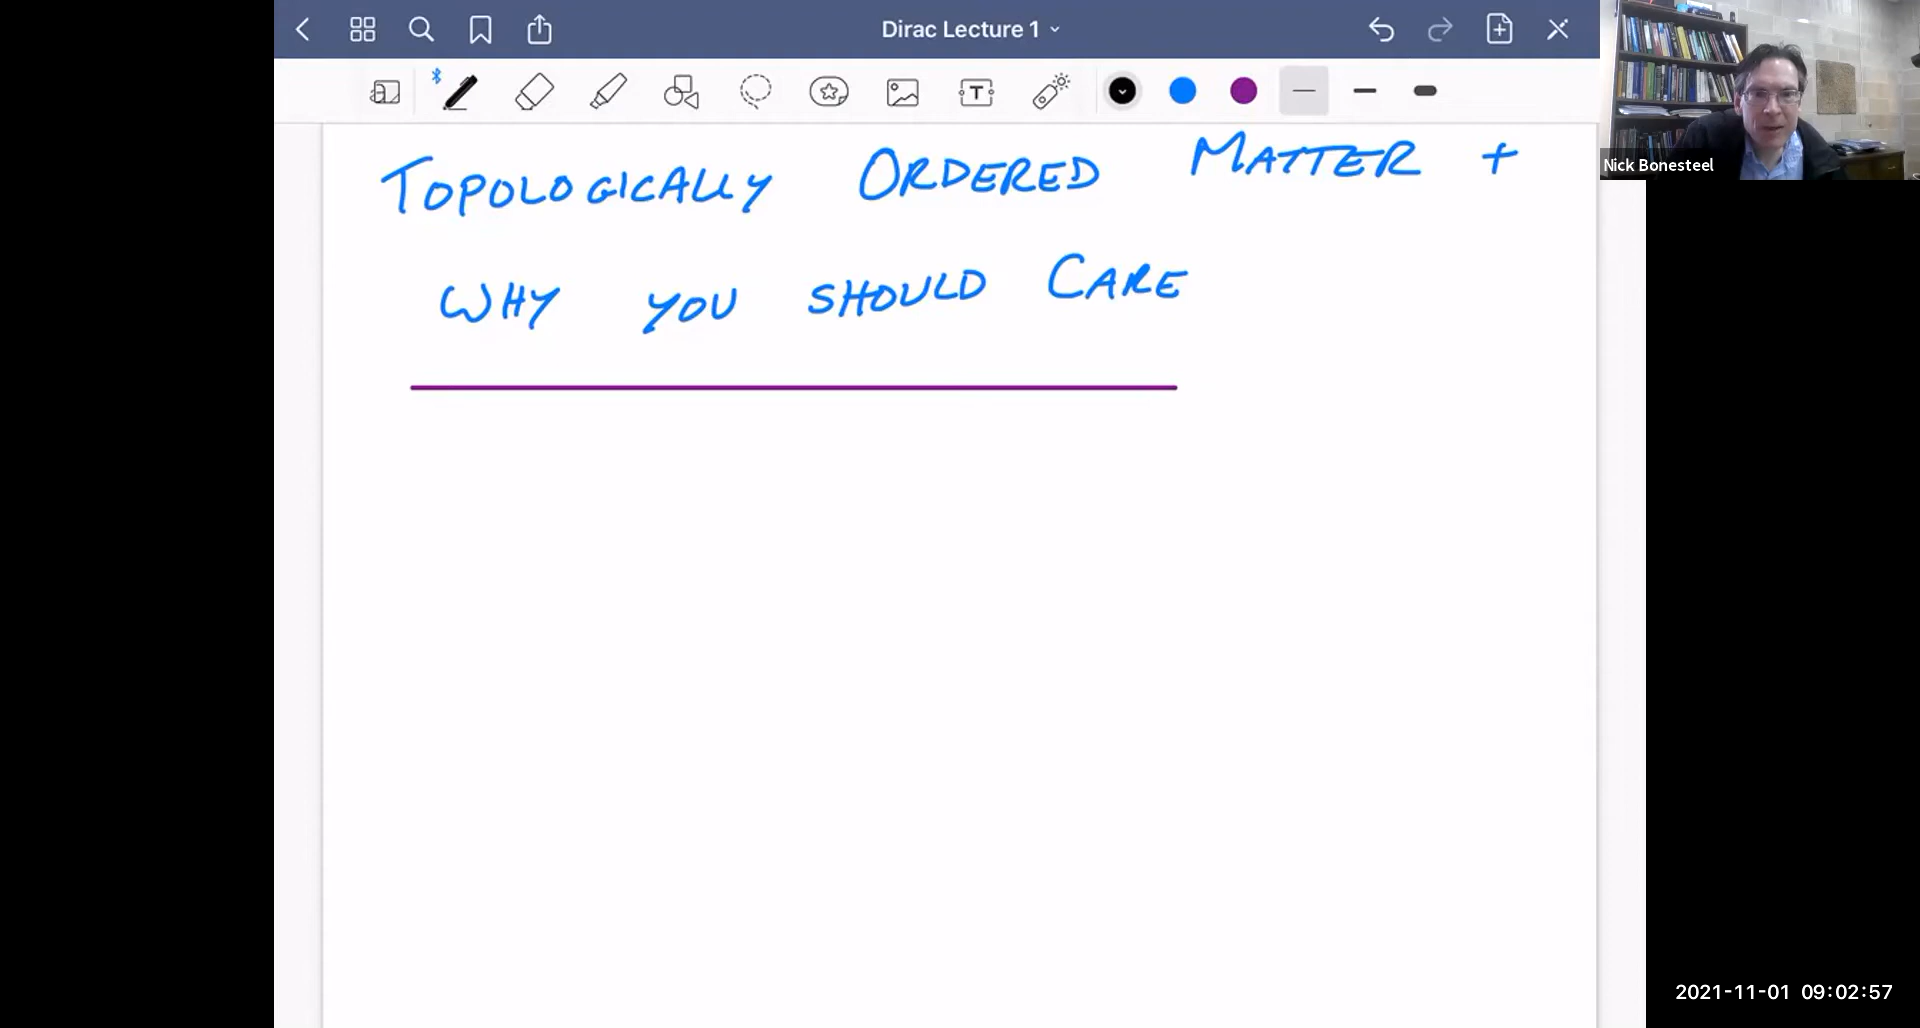 Dirac Lecture 1
T
TOPOLOGICALLY ORDERED MATTER +
WHY YOU SHOULD CARE
Nick Bonesteel
2021-11-01 09:02:57